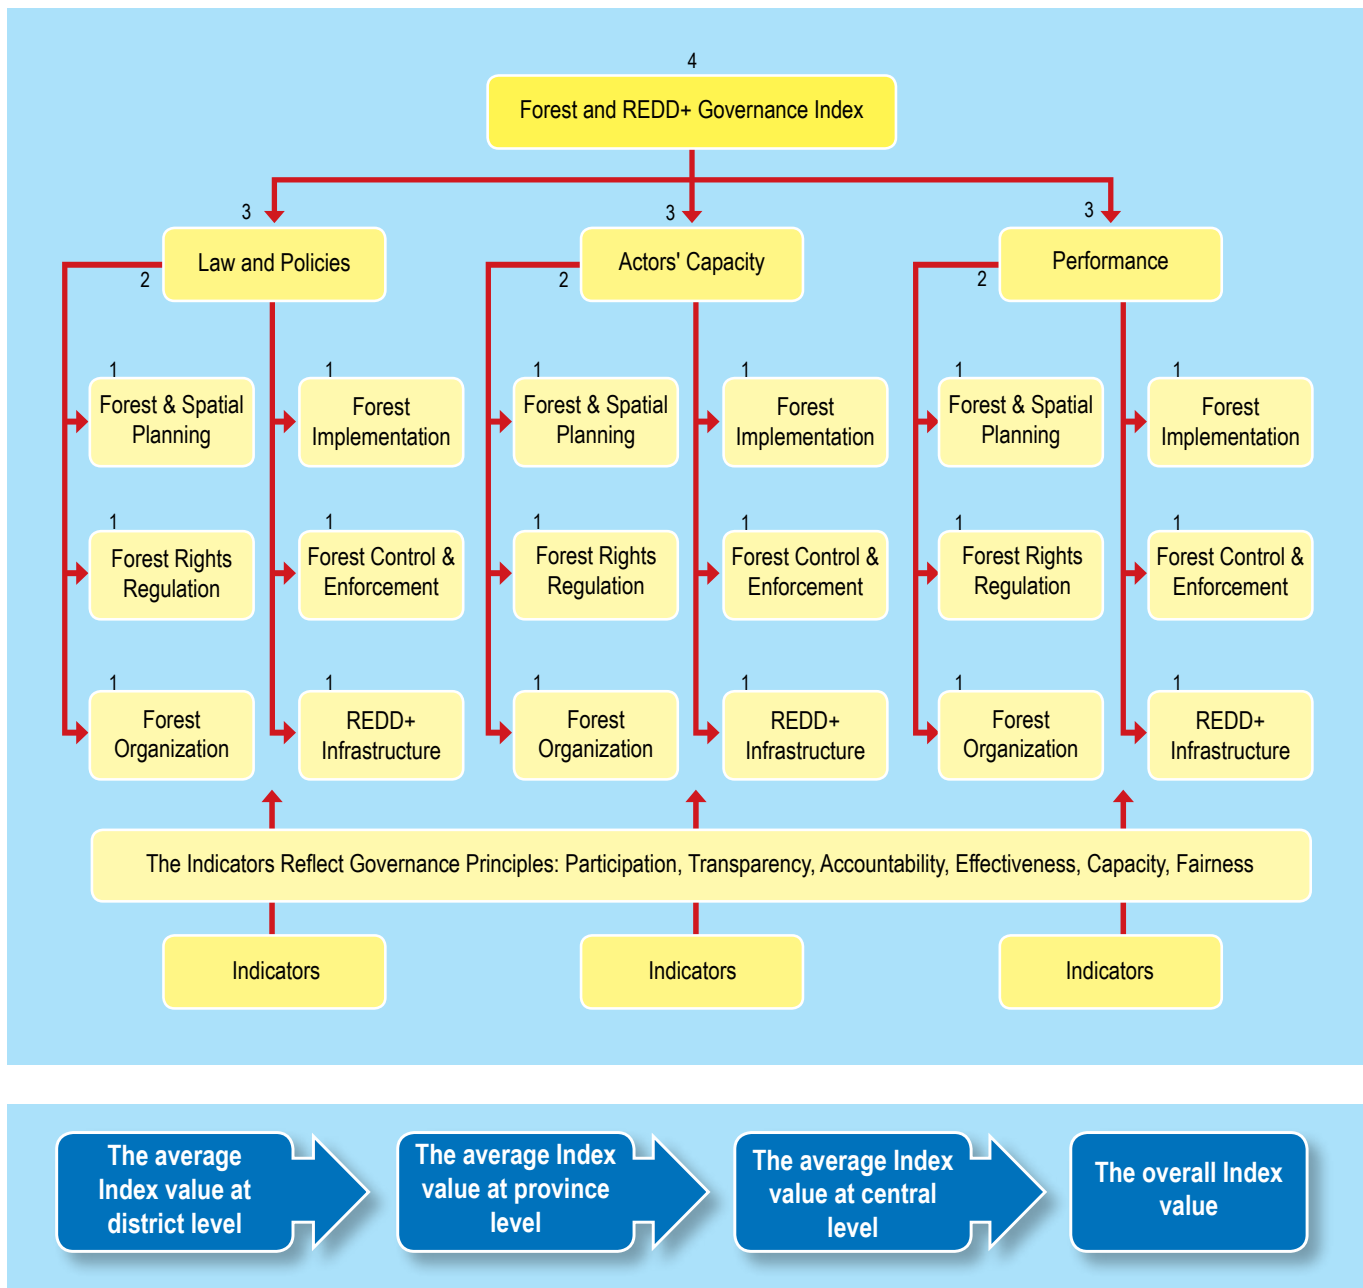 4
Forest and REDD+ Governance Index
3
3
3
Law and Policies
Actors' Capacity
Performance
2
2
2
1
1
1
1
1
1
Forest & Spatial
Planning
Forest
Implementation
Forest & Spatial
Planning
Forest
Implementation
Forest & Spatial
Planning
Forest
Implementation
1
1
1
1
1
1
Forest Rights
Regulation
Forest Control &
Enforcement
Forest Rights
Regulation
Forest Control &
Enforcement
Forest Rights
Regulation
Forest Control &
Enforcement
1
1
1
1
1
1
Forest
Organization
REDD+
Infrastructure
Forest
Organization
REDD+
Infrastructure
Forest
Organization
REDD+
Infrastructure
The Indicators Reflect Governance Principles: Participation, Transparency, Accountability, Effectiveness, Capacity, Fairness
Indicators
Indicators
Indicators
The average
Index value at
district level
The average Index
value at province
level
The average Index
value at central
level
The overall Index
value